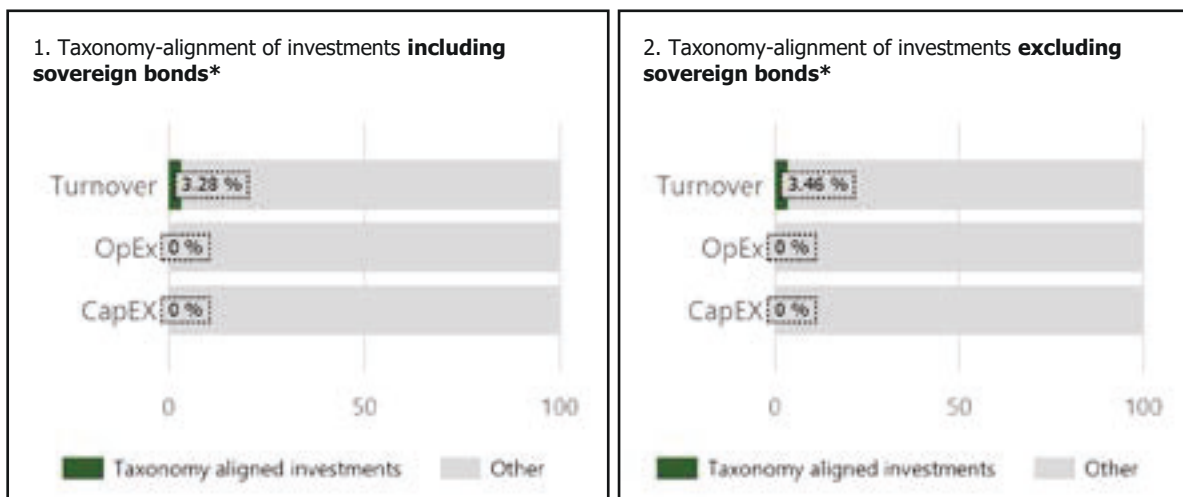 1. Taxonomy-alignment of investments including
sovereign bonds*
Turnover 3.28 %
OpEx 0 %
CapEX 0 %
0 50 100
Taxonomy aligned investments Other
2. Taxonomy-alignment of investments excluding
sovereign bonds*
Turnover 3.46 %
OpEx 0 %
CapEX 0 %
0 50 100
Taxonomy aligned investments Other